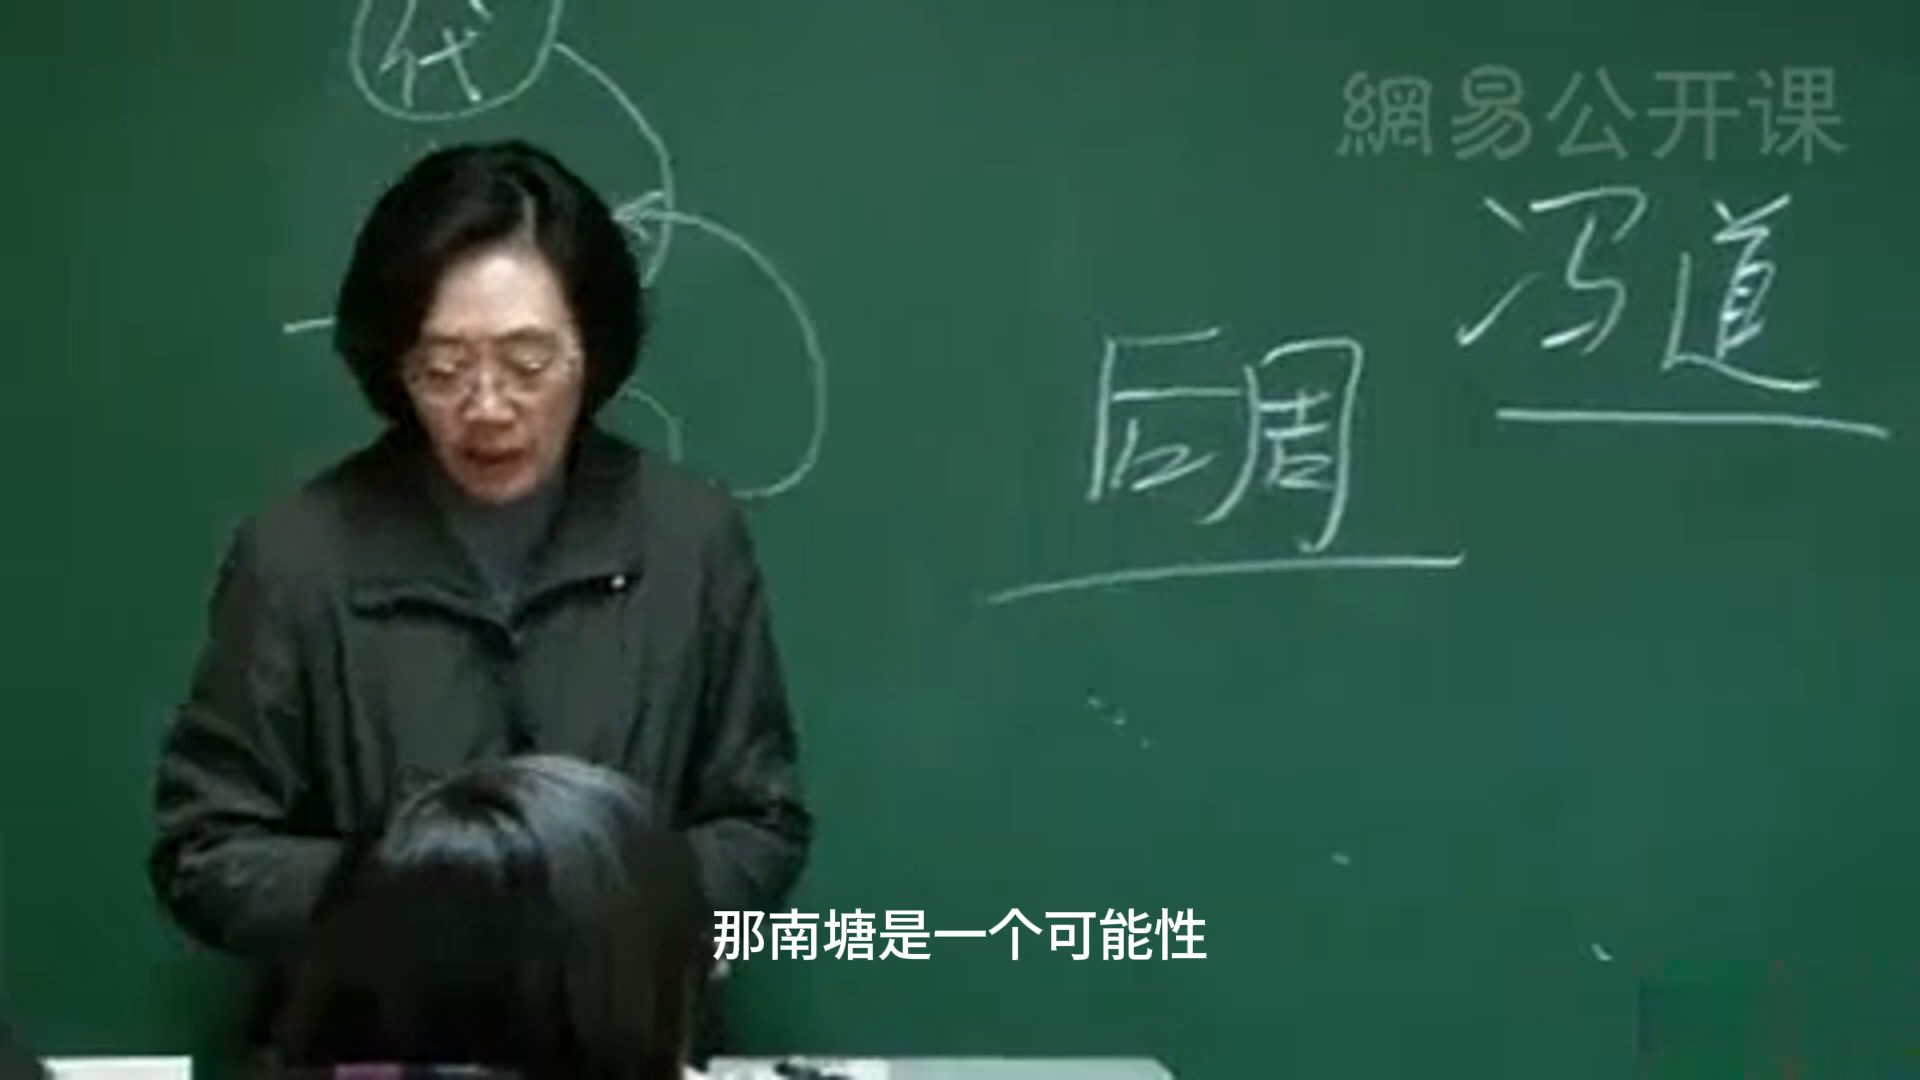 代
網易公开课
冯道
后周
那南塘是一个可能性